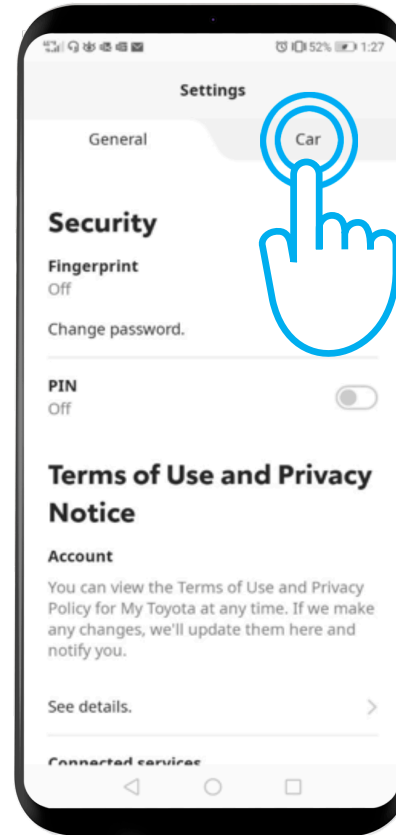 52% 1:27
Settings
General Car
Security
Fingerprint
Off
Change password.
PIN
Off
Terms of Use and Privacy
Notice
Account
You can view the Terms of Use and Privacy
Policy for My Toyota at any time. If we make
any changes, we'll update them here and
notify you.
See details.
Connected services